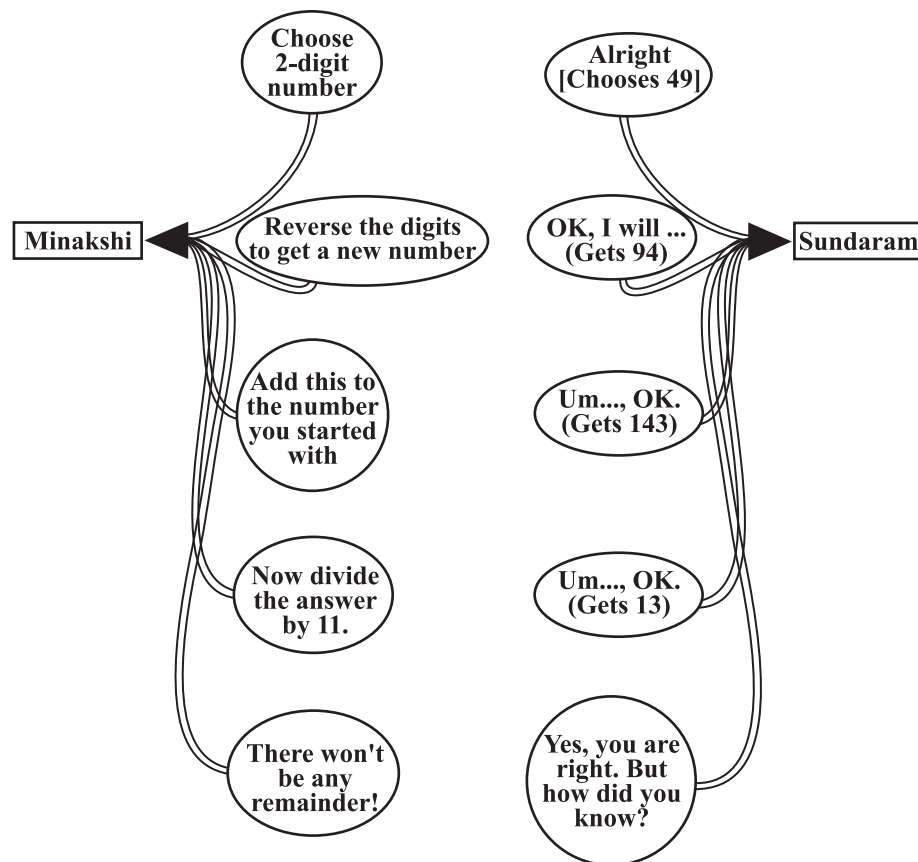 Choose
2-digit
number
Alright
[Chooses 49]
Minakshi
Reverse the digits
to get a new number
OK, I will ...
(Gets 94)
Sundaram
Add this to
the number
you started
with
Um..., OK.
(Gets 143)
Now divide
the answer
by 11.
Um..., OK.
(Gets 13)
There won't
be any
remainder!
Yes, you are
right. But
how did you
know?